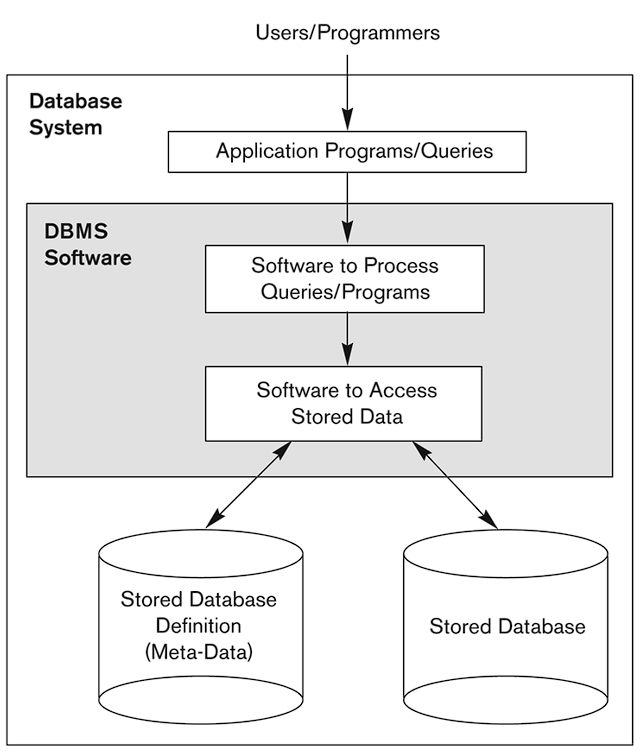 Users/Programmers
Database
System
Application Programs/Queries
DBMS
Software
Software to Process
Queries/Programs
Software to Access
Stored Data
Stored Database
Definition
(Meta-Data)
Stored Database